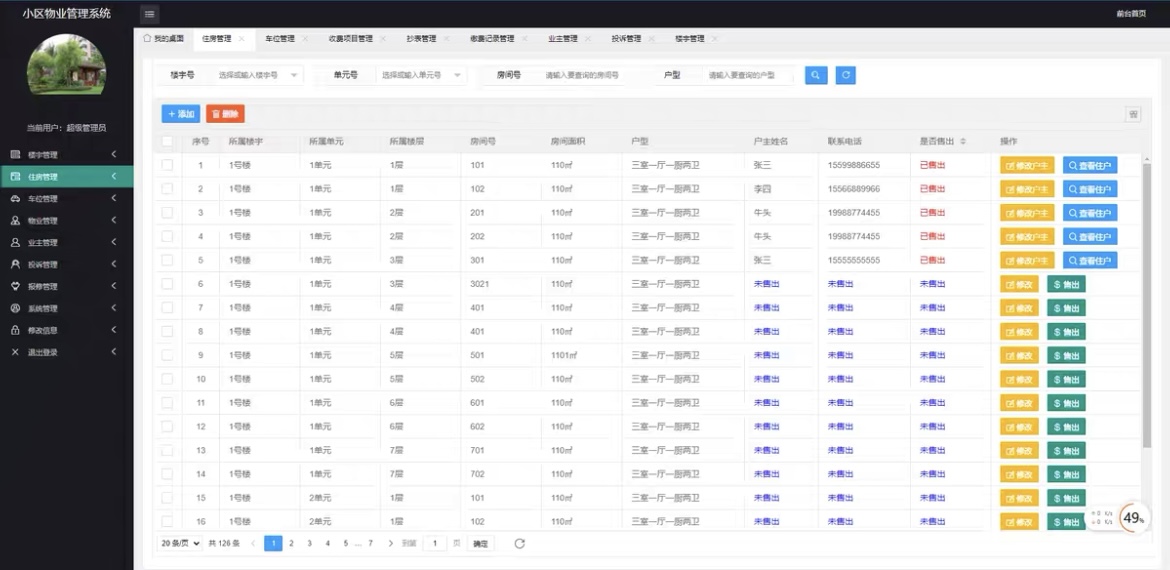 小区物业管理系统
前台首页
我的桌面 住房管理 车位管理 收费项目管理 抄表管理 缴费记录管理 业主管理 投诉管理 楼宇管理
当前用户：超级管理员
楼宇管理
住房管理
车位管理
物业管理
业主管理
投诉管理
报修管理
系统管理
修改信息
退出登录
楼宇号 选择或输入楼宇号 单元号 选择或输入单元号 房间号 请输入要查询的房间号 户型 请输入要查询的户型
+ 添加 删除
序号 所属楼宇 所属单元 所属楼层 房间号 房间面积 户型 户主姓名 联系电话 是否售出 操作
1 1号楼 1单元 1层 101 110㎡ 三室一厅一厨两卫 张三 15599886655 已售出 修改户主 查看住户
2 1号楼 1单元 1层 102 110㎡ 三室一厅一厨两卫 李四 15566889966 已售出 修改户主 查看住户
3 1号楼 1单元 2层 201 110㎡ 三室一厅一厨两卫 牛头 19988774455 已售出 修改户主 查看住户
4 1号楼 1单元 2层 202 110㎡ 三室一厅一厨两卫 牛头 19988774455 已售出 修改户主 查看住户
5 1号楼 1单元 3层 301 110㎡ 三室一厅一厨两卫 张三 15555555555 已售出 修改户主 查看住户
6 1号楼 1单元 3层 3021 110㎡ 三室一厅一厨两卫 未售出 未售出 未售出 修改 $ 售出
7 1号楼 1单元 4层 401 110㎡ 三室一厅一厨两卫 未售出 未售出 未售出 修改 $ 售出
8 1号楼 1单元 4层 401 110㎡ 三室一厅一厨两卫 未售出 未售出 未售出 修改 $ 售出
9 1号楼 1单元 5层 501 1101㎡ 三室一厅一厨两卫 未售出 未售出 未售出 修改 $ 售出
10 1号楼 1单元 5层 502 110㎡ 三室一厅一厨两卫 未售出 未售出 未售出 修改 $ 售出
11 1号楼 1单元 6层 601 110㎡ 三室一厅一厨两卫 未售出 未售出 未售出 修改 $ 售出
12 1号楼 1单元 6层 602 110㎡ 三室一厅一厨两卫 未售出 未售出 未售出 修改 $ 售出
13 1号楼 1单元 7层 701 110㎡ 三室一厅一厨两卫 未售出 未售出 未售出 修改 $ 售出
14 1号楼 1单元 7层 702 110㎡ 三室一厅一厨两卫 未售出 未售出 未售出 修改 $ 售出
15 1号楼 2单元 1层 101 110㎡ 三室一厅一厨两卫 未售出 未售出 未售出 修改 $ 售出
16 1号楼 2单元 1层 102 110㎡ 三室一厅一厨两卫 未售出 未售出 未售出 修改 $ 售出
49%
20 条/页 共 126 条 1 2 3 4 5 … 7 到第 1 页 确定